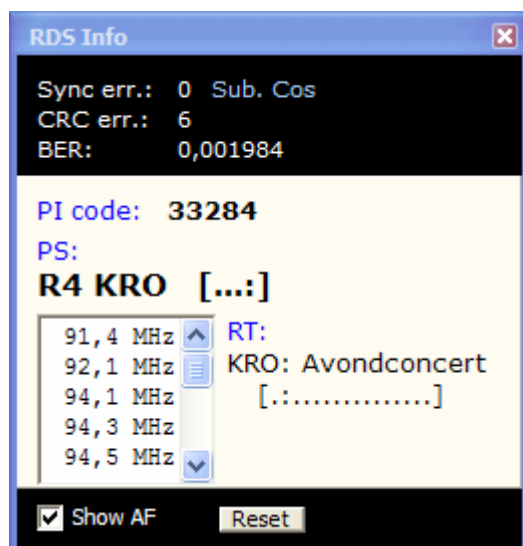 RDS Info
Sync err.: 0 Sub. Cos
CRC err.: 6
BER: 0,001984
PI code: 33284
PS:
R4 KRO [...:]
91,4 MHz
92,1 MHz
94,1 MHz
94,3 MHz
94,5 MHz
RT:
KRO: Avondconcert
[.:..............]
Show AF
Reset